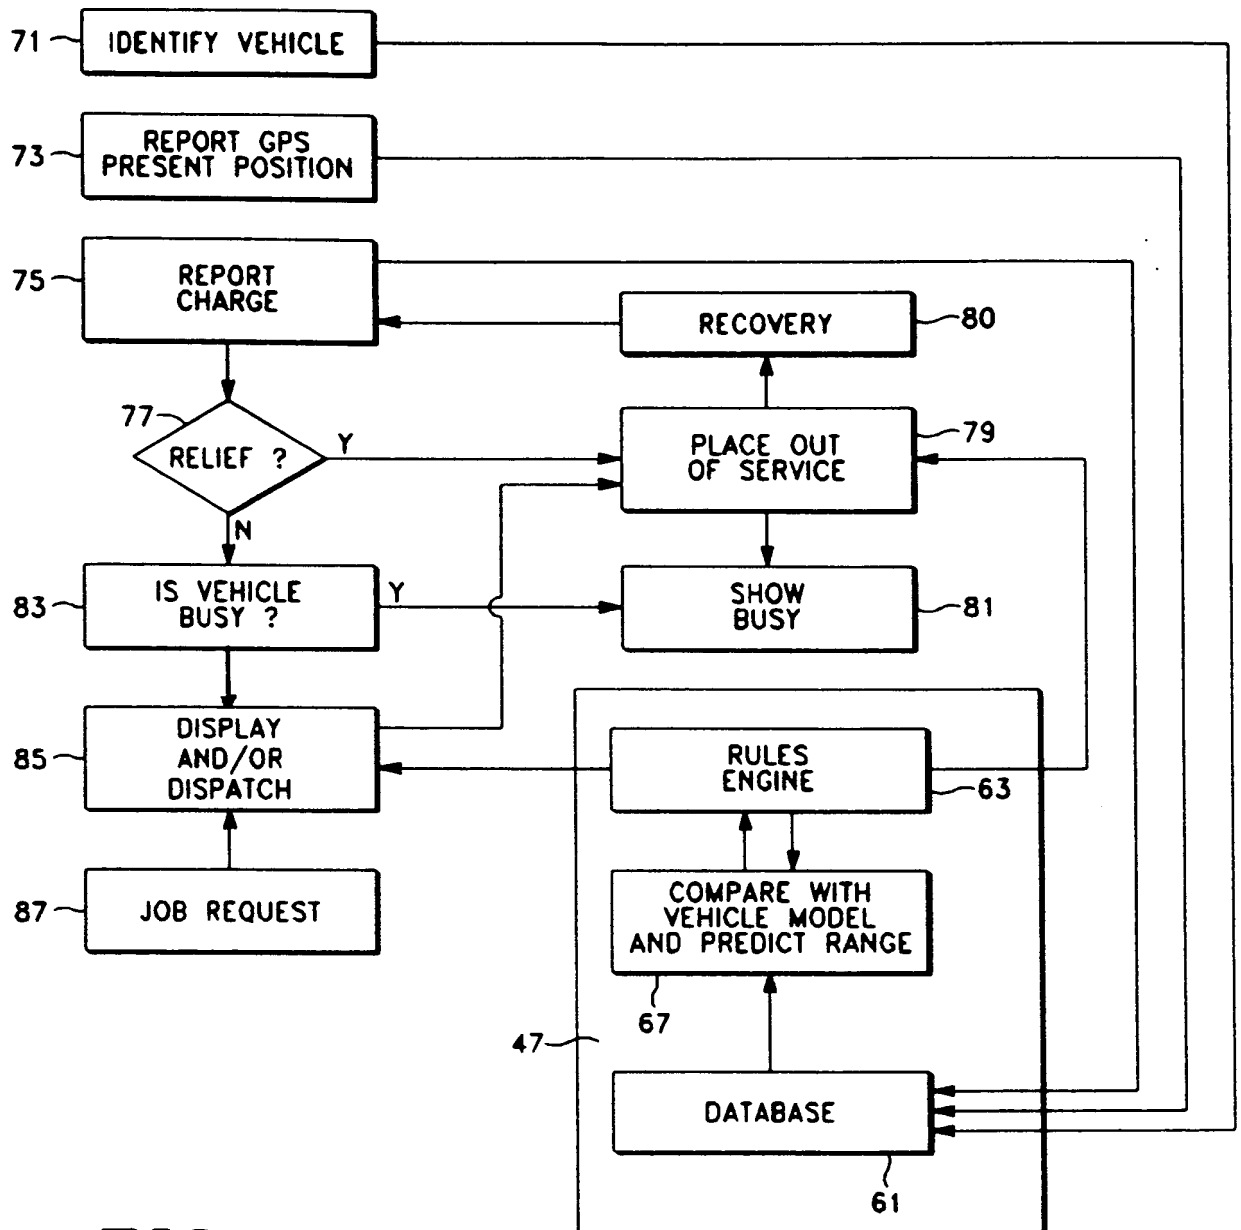 71
IDENTIFY VEHICLE
73
REPORT GPS
PRESENT POSITION
75
REPORT
CHARGE
RECOVERY
80
77
RELIEF ?
Y
N
PLACE OUT
OF SERVICE
79
83
IS VEHICLE
BUSY ?
Y
SHOW
BUSY
81
85
DISPLAY
AND/OR
DISPATCH
RULES
ENGINE
63
87
JOB REQUEST
COMPARE WITH
VEHICLE MODEL
AND PREDICT RANGE
67
47
DATABASE
61